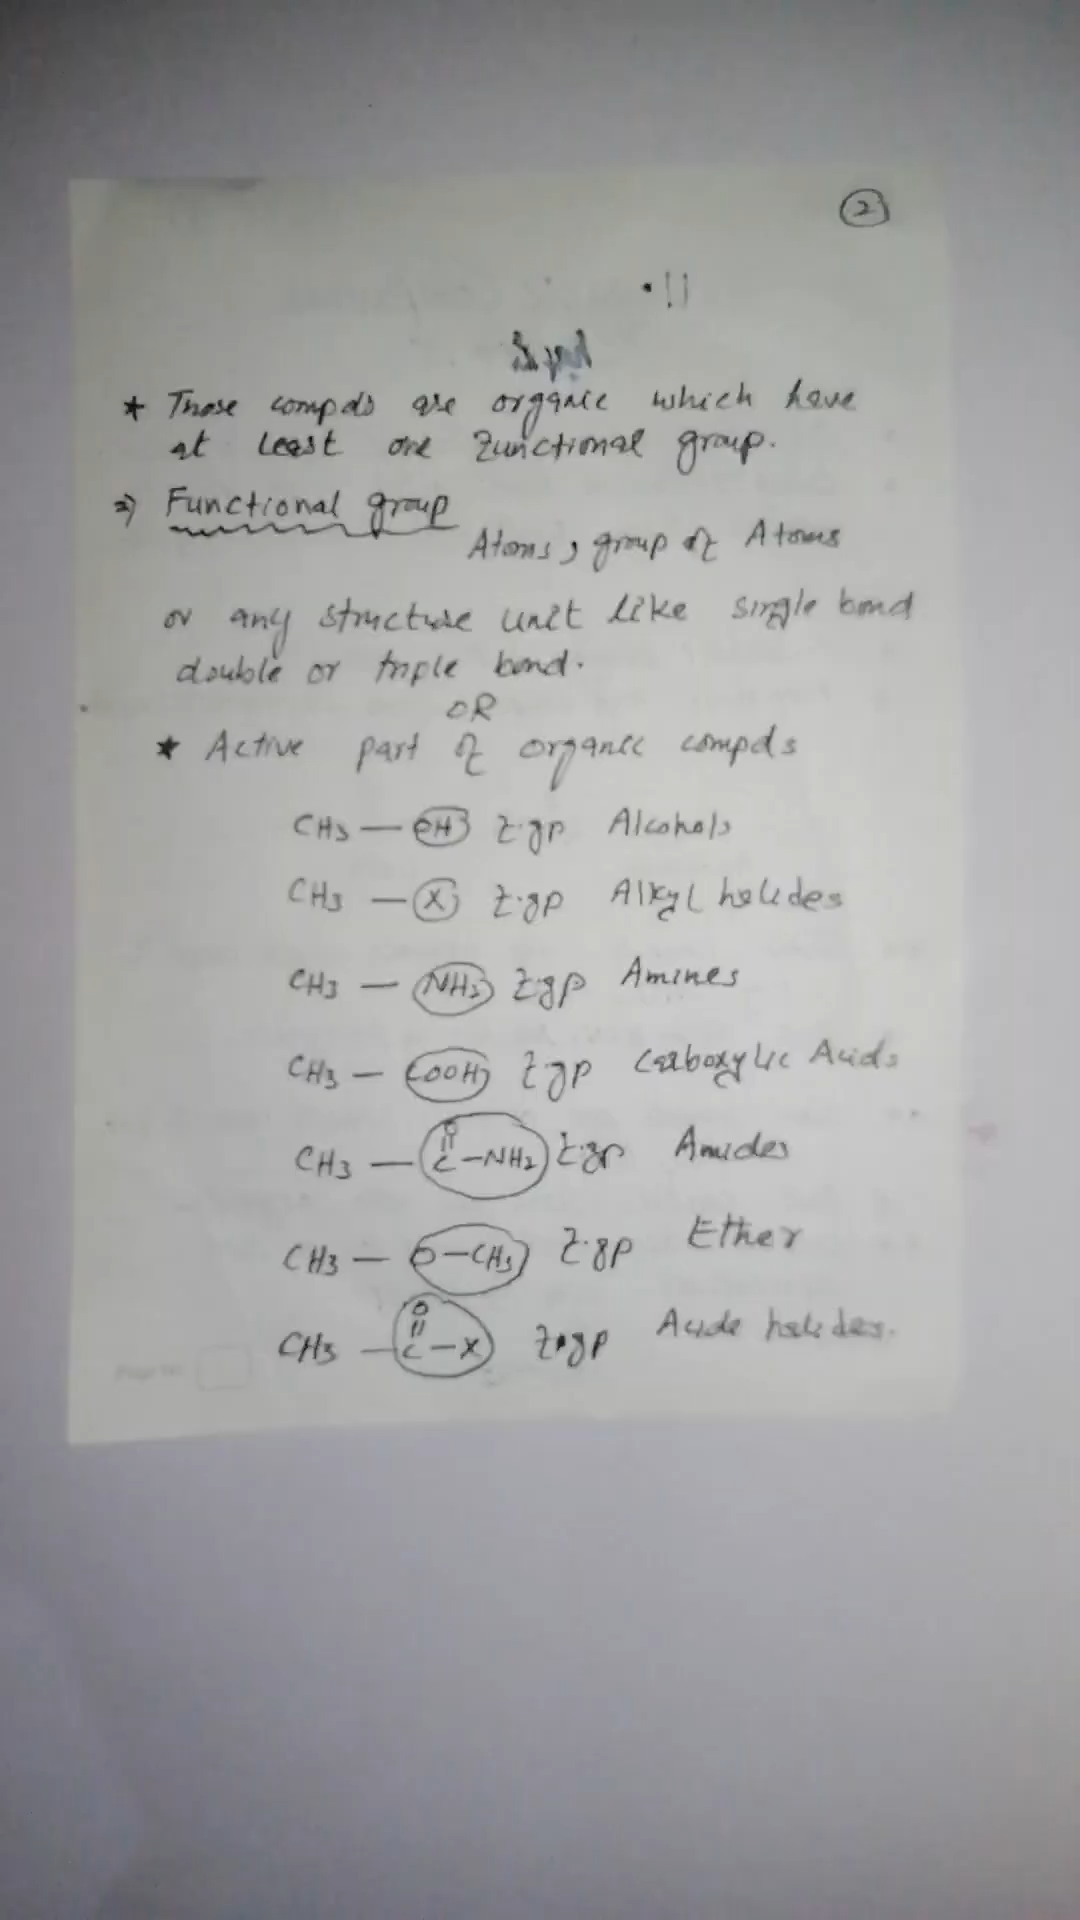 2
* Those compds are organic which have
at least one functional group.
⇒ Functional group
Atoms, group of Atoms
or any structure unit like single bond
double or triple bond.
OR
* Active part of organic compds
CH3 — OH f.gp Alcohols
CH3 — X f.gp Alkyl halides
CH3 — NH2 f.gp Amines
CH3 — COOH f.gp Carboxylic Acids
O
CH3 — C—NH2 f.gp Amides
CH3 — O—CH3 f.gp Ether
O
CH3 — C—X f.gp Acide halides.